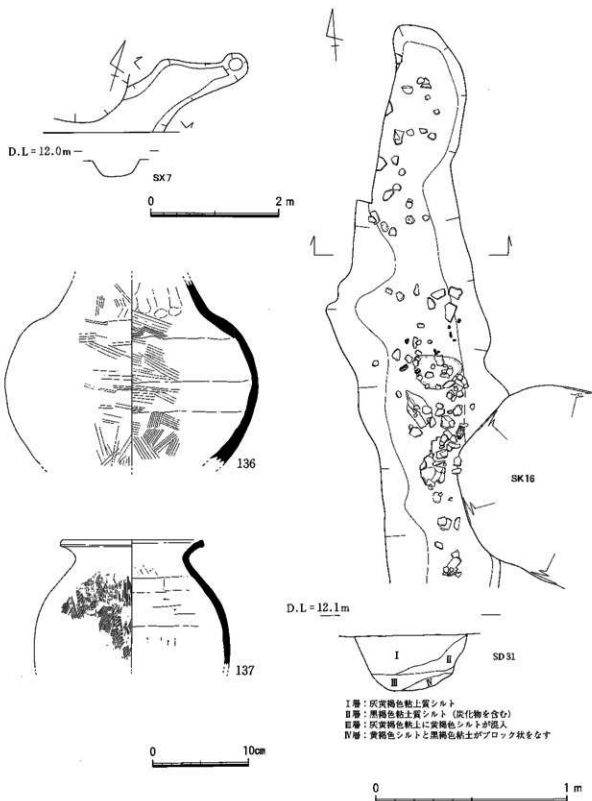 D.L=12.0m
SX7
0 2 m
136
137
0 10cm
SK16
D.L=12.1m
I
II
III
IV
SD31
I層：灰黄褐色粘土質シルト
II層：黒褐色粘土質シルト（炭化物を含む）
III層：灰黄褐色粘土に黄褐色シルトが混入
IV層：黄褐色シルトと黒褐色粘土がブロック状をなす
0 1 m